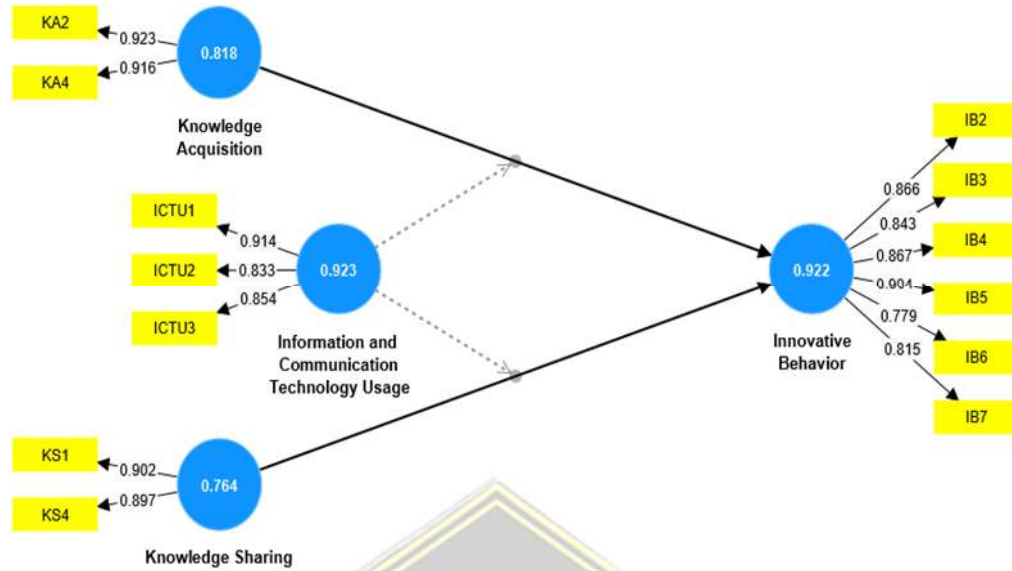 KA2
0.923
KA4
0.916
0.818
Knowledge
Acquisition
ICTU1
0.914
ICTU2
0.833
ICTU3
0.854
0.923
Information and
Communication
Technology Usage
KS1
0.902
KS4
0.897
0.764
Knowledge Sharing
0.922
Innovative
Behavior
IB2
0.866
IB3
0.843
IB4
0.867
IB5
0.904
IB6
0.779
IB7
0.815